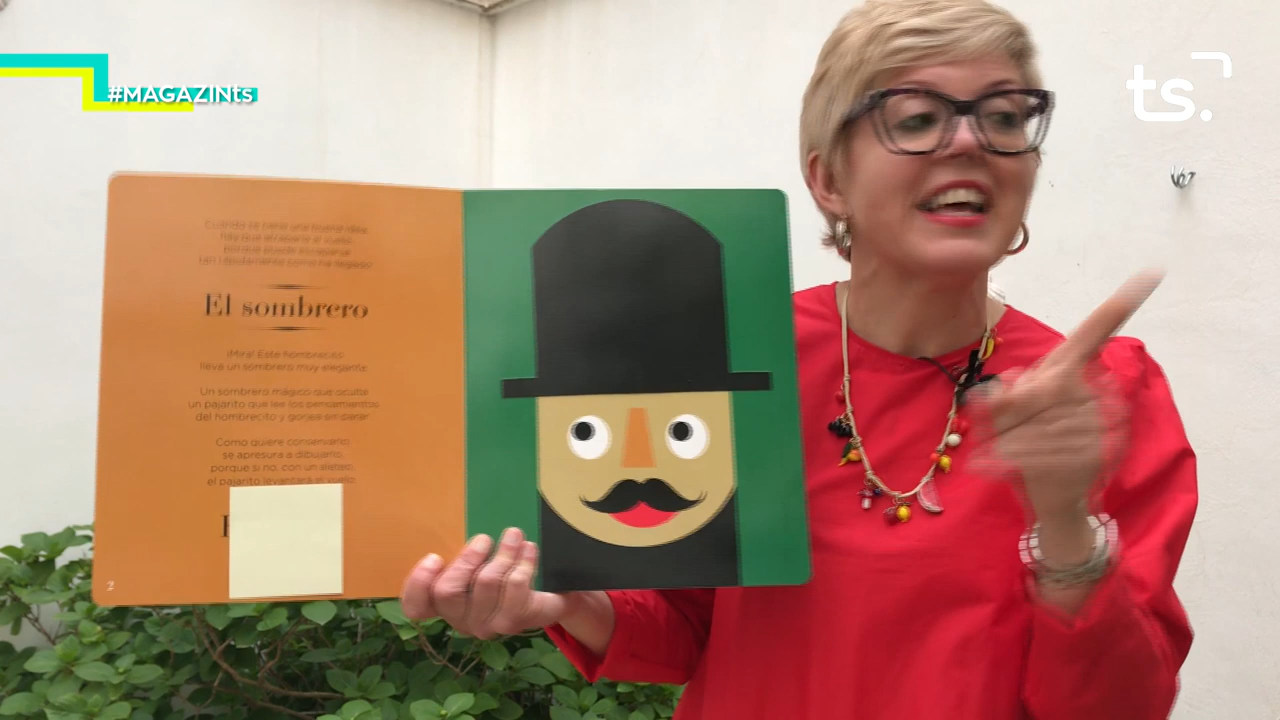 #MAGAZINts
ts.
Cuando se tiene una buena idea
hay que atraparla al vuelo,
porque puede escaparse
tan rápidamente como ha llegado.
El sombrero
¡Mira! Este hombrecito
lleva un sombrero muy elegante.
Un sombrero mágico que oculta
un pajarito que lee los pensamientos
del hombrecito y gorjea sin parar.
Como quiere conservarlo,
se apresura a dibujarlo,
porque si no, con un aleteo,
el pajarito levantará el vuelo.
2